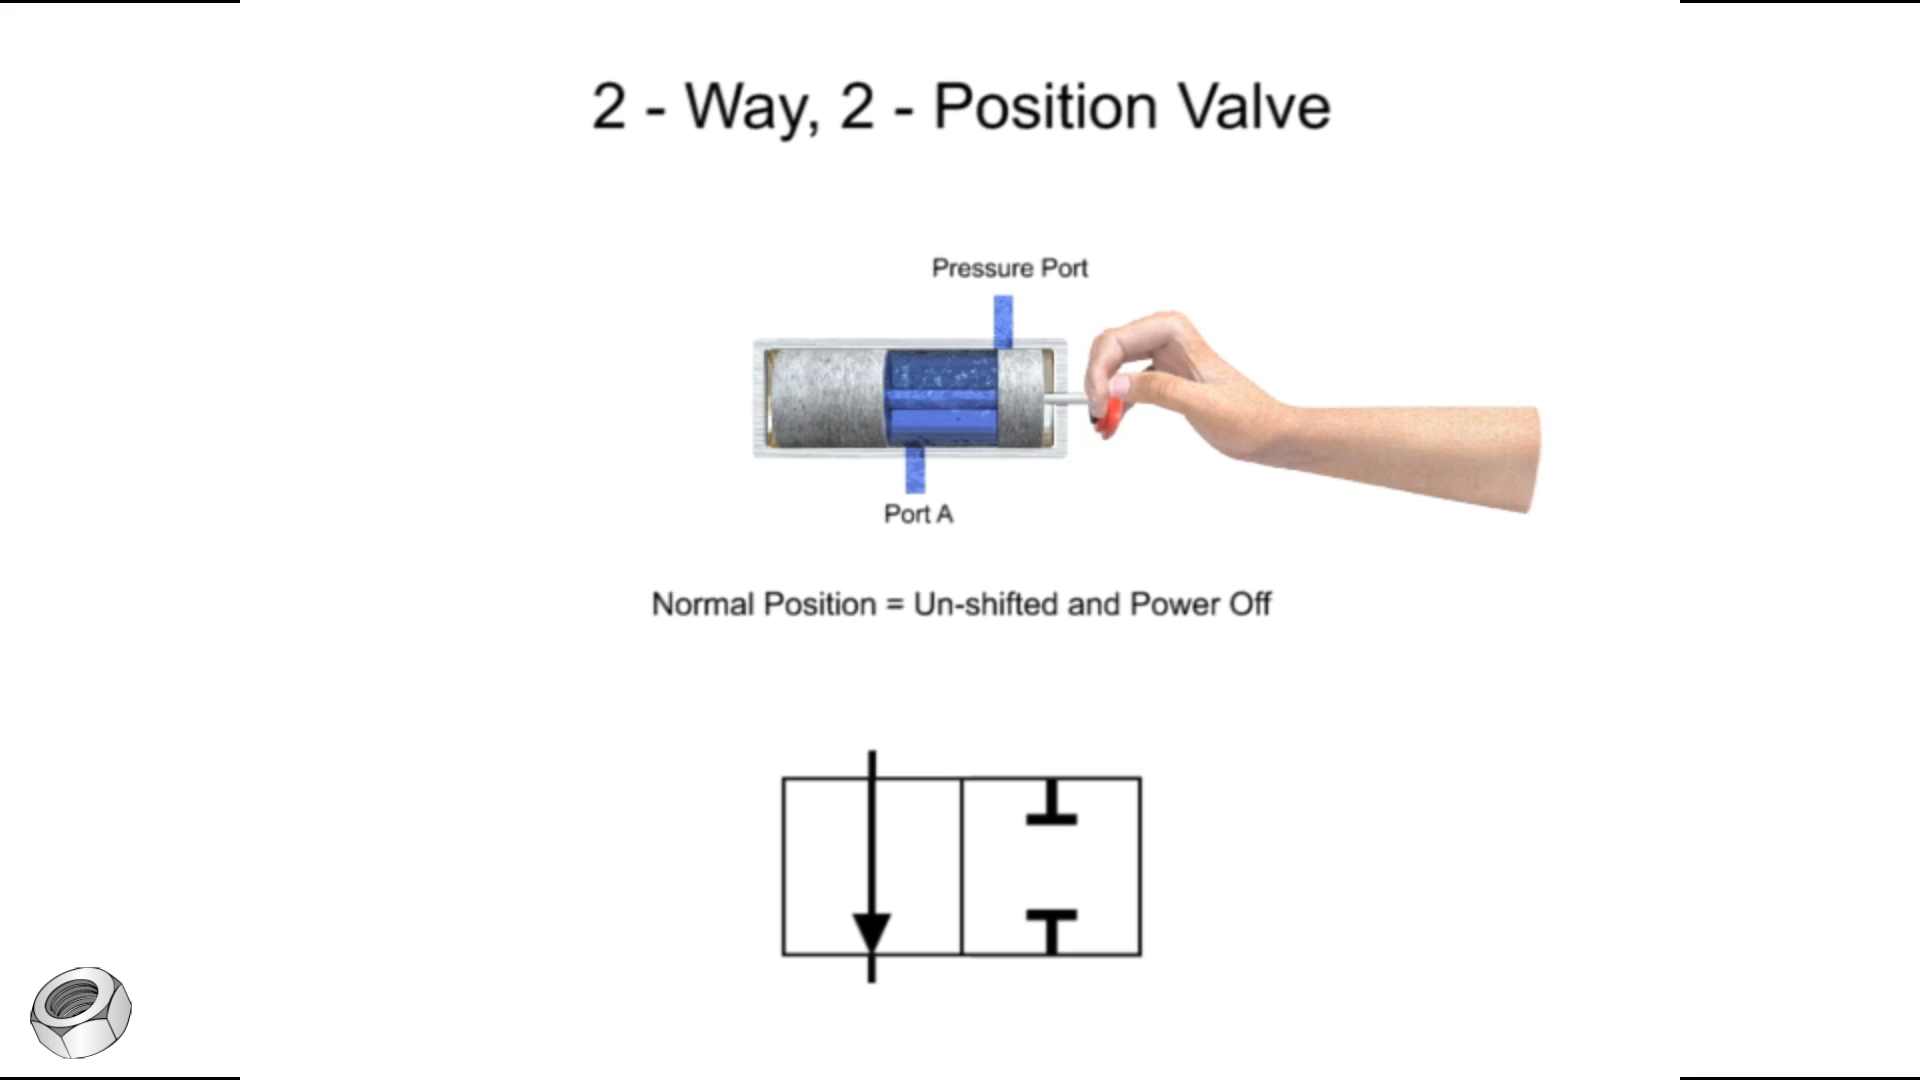 2 - Way, 2 - Position Valve
Pressure Port
Port A
Normal Position = Un-shifted and Power Off